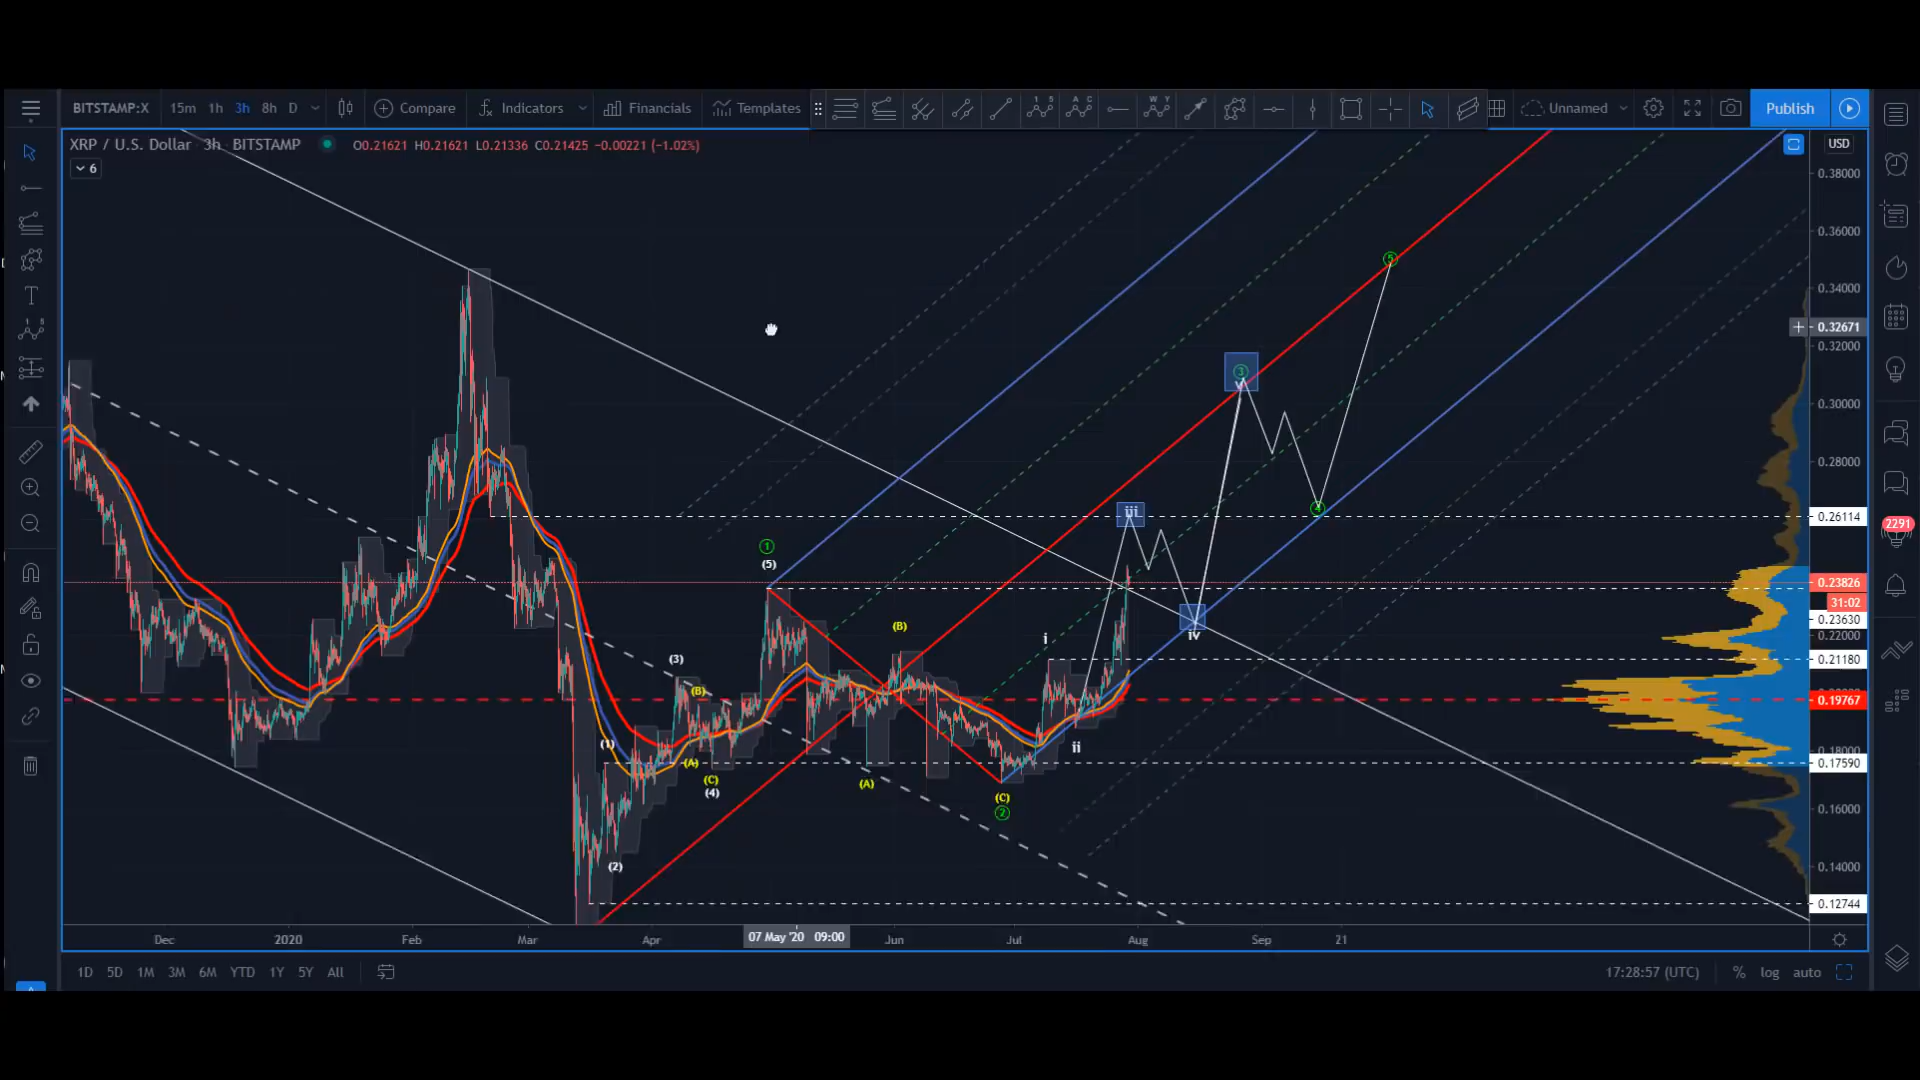 BITSTAMP:X 15m 1h 3h 8h D Compare Indicators Financials Templates Unnamed Publish
XRP / U.S. Dollar 3h BITSTAMP O0.21621 H0.21621 L0.21336 C0.21425 −0.00221 (−1.02%) USD
6
0.38000
0.36000
5
0.34000
0.32671
0.32000
3
v
0.30000
0.28000
iii
4
0.26114
1
(5)
0.23826
31:02
0.23630
(B)
i
iv
0.22000
(3)
0.21180
(B)
0.19767
(1)
ii
0.18000
(A)
0.17590
(C)
(A)
(4)
(C)
2
0.16000
(2)
0.14000
0.12744
Dec 2020 Feb Mar Apr 07 May '20 09:00 Jun Jul Aug Sep 21
1D 5D 1M 3M 6M YTD 1Y 5Y All 17:28:57 (UTC) % log auto
2291